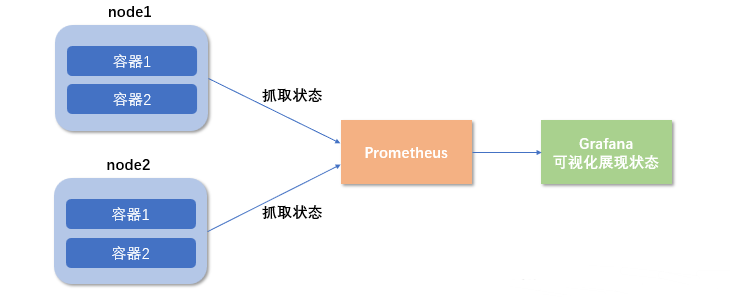 node1
容器1
容器2
抓取状态
node2
容器1
容器2
抓取状态
Prometheus
Grafana
可视化展现状态